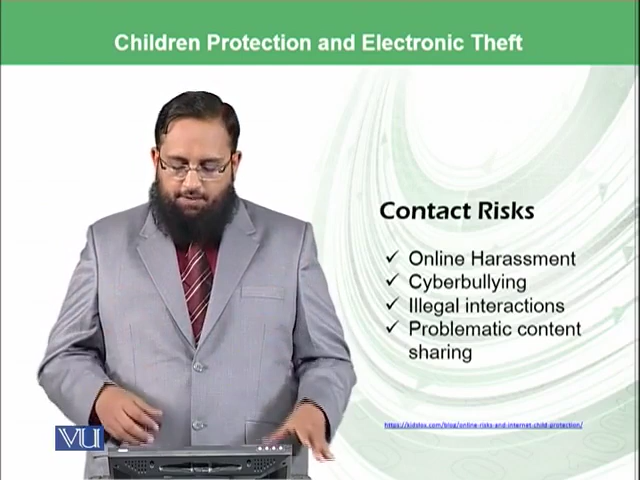 Children Protection and Electronic Theft
Contact Risks
✓ Online Harassment
✓ Cyberbullying
✓ Illegal interactions
✓ Problematic content
sharing
https://kidslox.com/blog/online-risks-and-internet-child-protection/
VU